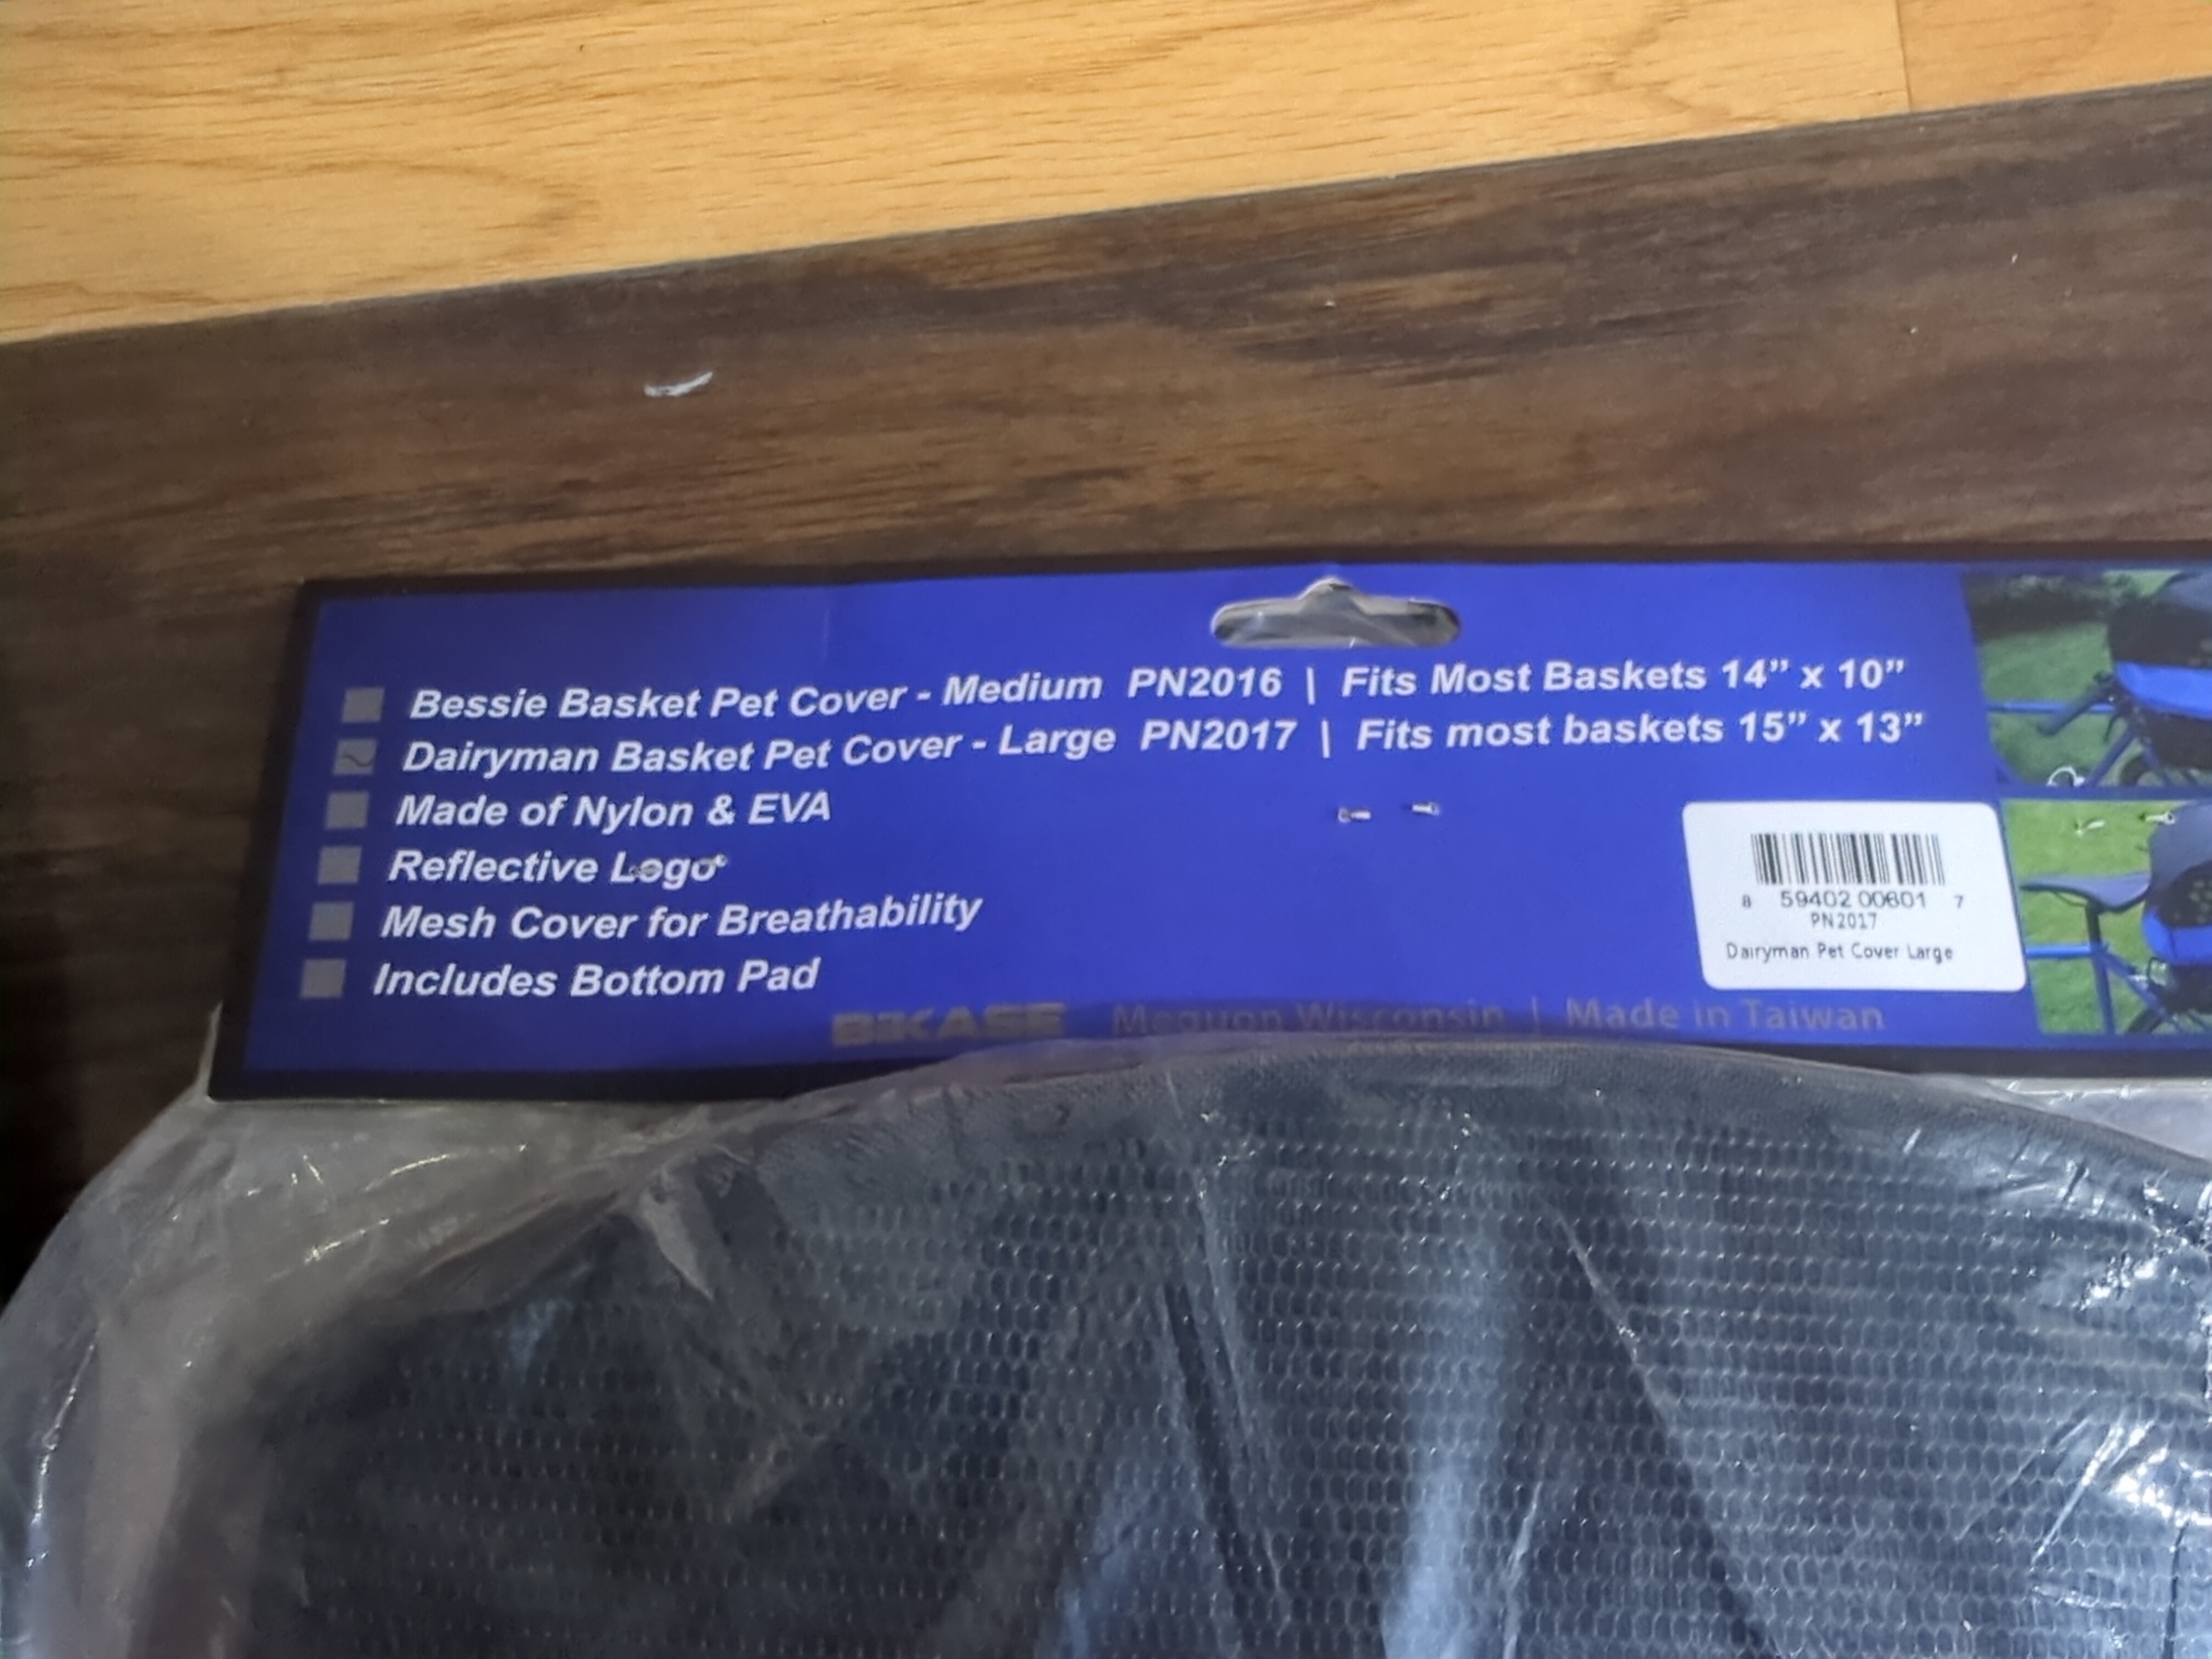 Bessie Basket Pet Cover - Medium PN2016 | Fits Most Baskets 14” x 10”
Dairyman Basket Pet Cover - Large PN2017 | Fits most baskets 15” x 13”
Made of Nylon & EVA
Reflective Logo
Mesh Cover for Breathability
Includes Bottom Pad
8 59402 00601 7
PN2017
Dairyman Pet Cover Large
BIKASE Mequon Wisconsin | Made in Taiwan